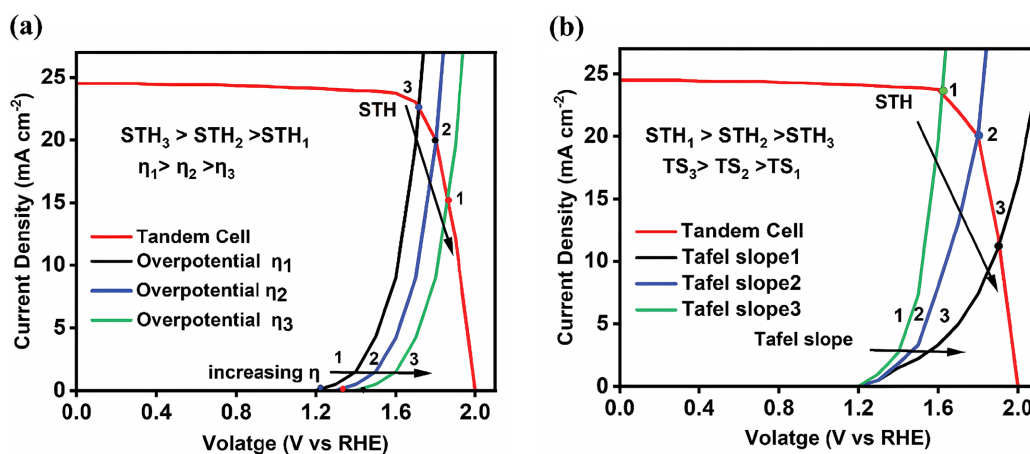 (a)
Current Density (mA cm⁻²)
25
20
15
10
5
0
0.0
0.4
0.8
1.2
1.6
2.0
Volatge (V vs RHE)
3
STH
2
1
STH₃ > STH₂ >STH₁
η₁> η₂ >η₃
Tandem Cell
Overpotential η₁
Overpotential η₂
Overpotential η₃
1
2
3
increasing η
(b)
Current Density (mA cm⁻²)
25
20
15
10
5
0
0.0
0.4
0.8
1.2
1.6
2.0
Volatge (V vs RHE)
1
STH
2
3
STH₁ > STH₂ >STH₃
TS₃> TS₂ >TS₁
Tandem Cell
Tafel slope1
Tafel slope2
Tafel slope3
1
2
3
Tafel slope